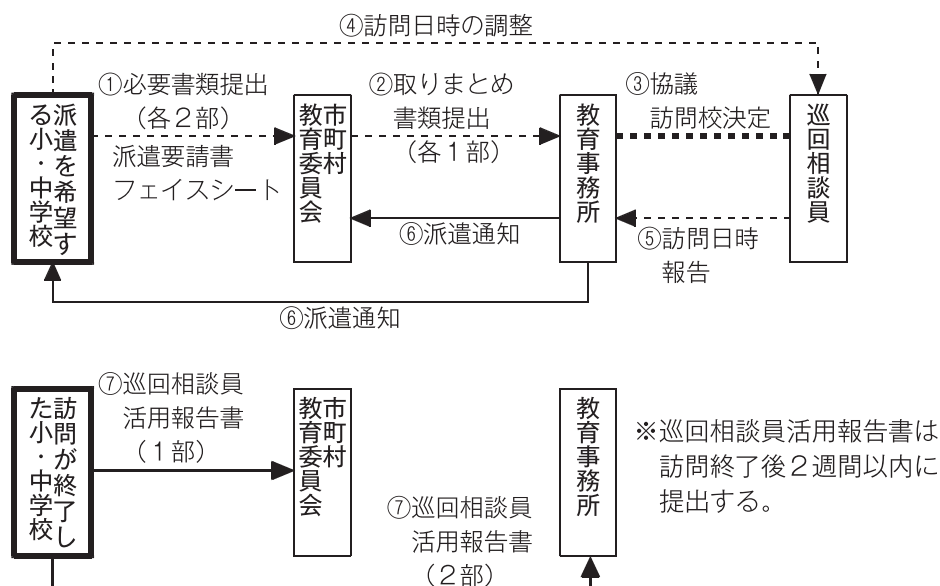 ④訪問日時の調整
派遣を希望す
る小・中学校
①必要書類提出
（各２部）
派遣要請書
フェイスシート
市町村
教育委員会
②取りまとめ
書類提出
（各１部）
教育事務所
③協議
訪問校決定
巡回相談員
⑥派遣通知
⑤訪問日時
報告
⑥派遣通知
訪問が終了し
た小・中学校
⑦巡回相談員
活用報告書
（１部）
市町村
教育委員会
⑦巡回相談員
活用報告書
（２部）
教育事務所
※巡回相談員活用報告書は
訪問終了後２週間以内に
提出する。